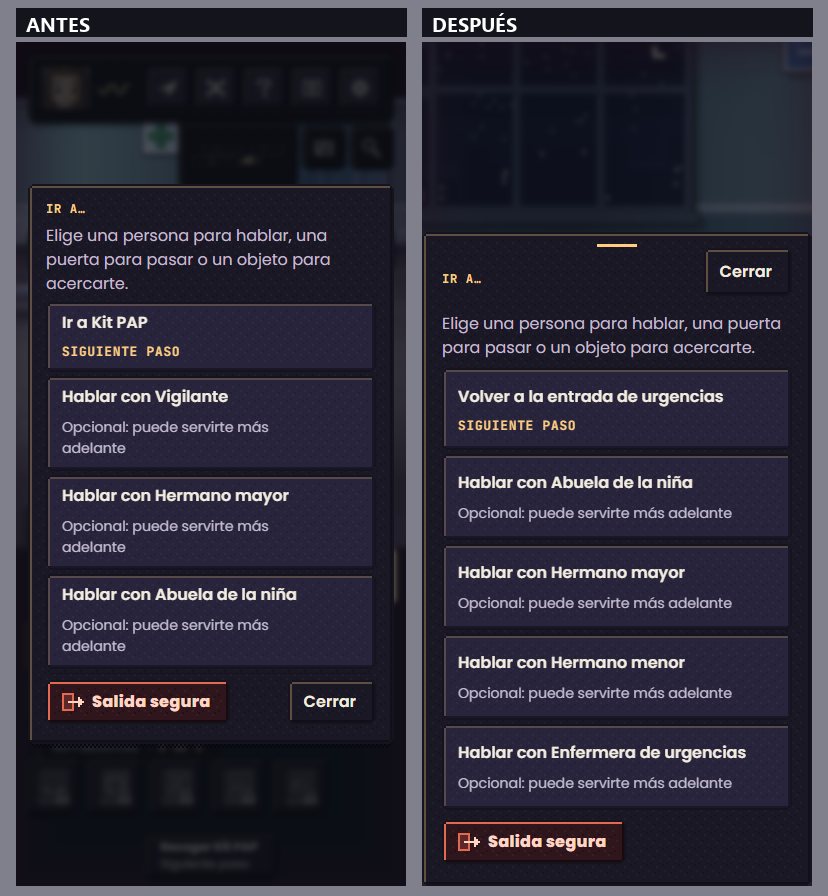 ANTES
IR A…
Elige una persona para hablar, una
puerta para pasar o un objeto para
acercarte.
Ir a Kit PAP
SIGUIENTE PASO
Hablar con Vigilante
Opcional: puede servirte más
adelante
Hablar con Hermano mayor
Opcional: puede servirte más
adelante
Hablar con Abuela de la niña
Opcional: puede servirte más
adelante
Salida segura
Cerrar
DESPUÉS
Cerrar
IR A…
Elige una persona para hablar, una puerta
para pasar o un objeto para acercarte.
Volver a la entrada de urgencias
SIGUIENTE PASO
Hablar con Abuela de la niña
Opcional: puede servirte más adelante
Hablar con Hermano mayor
Opcional: puede servirte más adelante
Hablar con Hermano menor
Opcional: puede servirte más adelante
Hablar con Enfermera de urgencias
Opcional: puede servirte más adelante
Salida segura